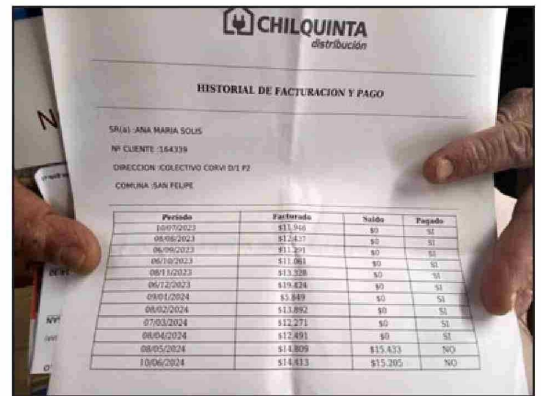 CHILQUINTA
distribución
HISTORIAL DE FACTURACION Y PAGO
SR(a) :ANA MARIA SOLIS
Nº CLIENTE :164339
DIRECCION :COLECTIVO CORVI D/1 P2
COMUNA :SAN FELIPE
Periodo Facturado Saldo Pagado
10/07/2023 $11.946 $0 SI
08/08/2023 $12.437 $0 SI
06/09/2023 $11.291 $0 SI
06/10/2023 $11.061 $0 SI
08/11/2023 $13.328 $0 SI
06/12/2023 $19.424 $0 SI
09/01/2024 $5.849 $0 SI
08/02/2024 $13.892 $0 SI
07/03/2024 $12.271 $0 SI
08/04/2024 $12.491 $0 SI
08/05/2024 $14.809 $15.433 NO
10/06/2024 $14.413 $15.205 NO
N